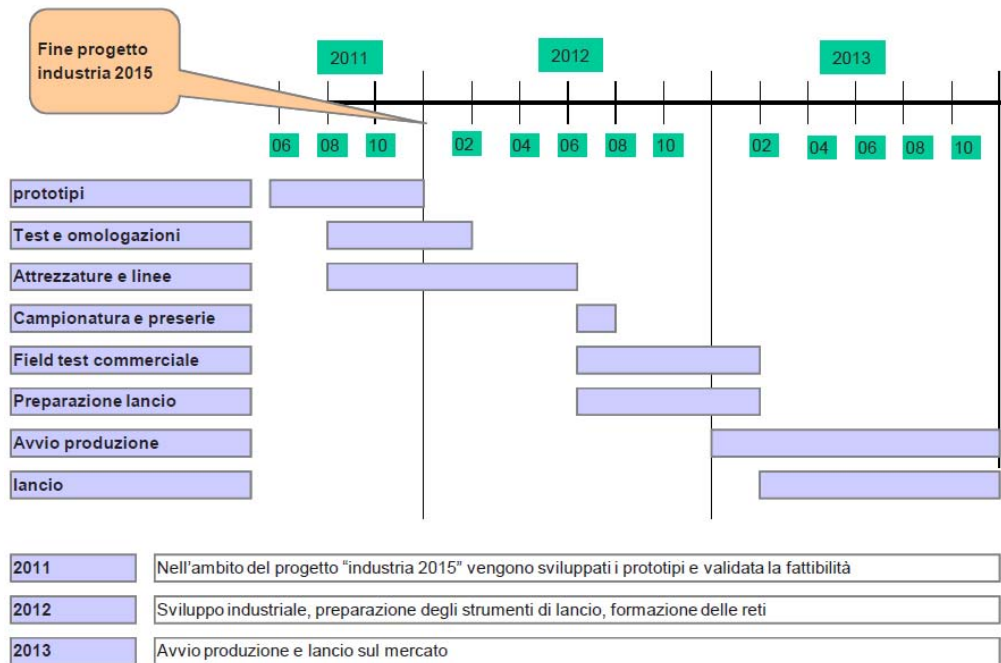 Fine progetto
industria 2015
2011
2012
2013
06
08
10
02
04
06
08
10
02
04
06
08
10
prototipi
Test e omologazioni
Attrezzature e linee
Campionatura e preserie
Field test commerciale
Preparazione lancio
Avvio produzione
lancio
2011
Nell'ambito del progetto "industria 2015" vengono sviluppati i prototipi e validata la fattibilità
2012
Sviluppo industriale, preparazione degli strumenti di lancio, formazione delle reti
2013
Avvio produzione e lancio sul mercato